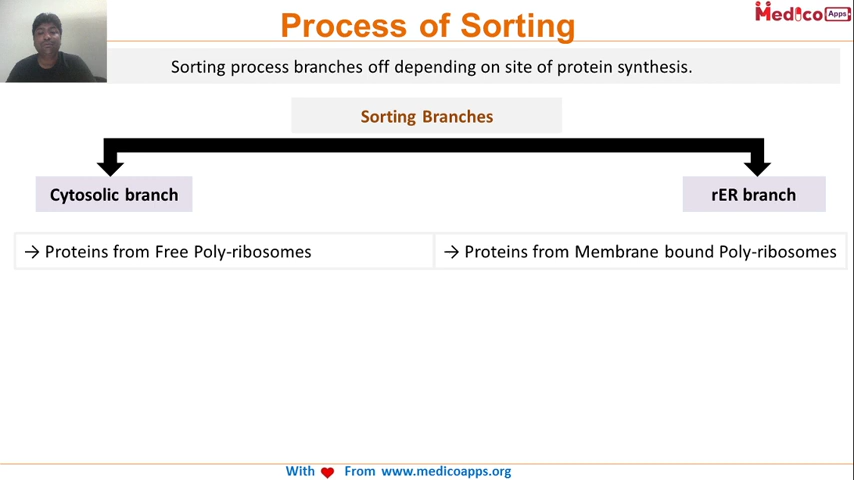 Process of Sorting
Medico Apps
Sorting process branches off depending on site of protein synthesis.
Sorting Branches
Cytosolic branch
rER branch
→ Proteins from Free Poly-ribosomes
→ Proteins from Membrane bound Poly-ribosomes
With ❤ From www.medicoapps.org